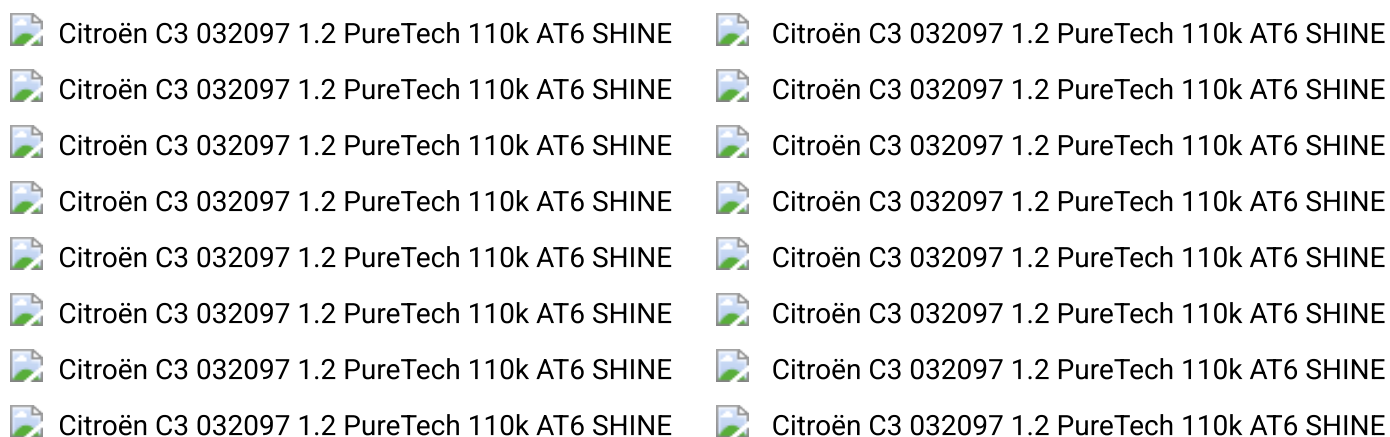 Citroën C3 032097 1.2 PureTech 110k AT6 SHINE Citroën C3 032097 1.2 PureTech 110k AT6 SHINE
Citroën C3 032097 1.2 PureTech 110k AT6 SHINE Citroën C3 032097 1.2 PureTech 110k AT6 SHINE
Citroën C3 032097 1.2 PureTech 110k AT6 SHINE Citroën C3 032097 1.2 PureTech 110k AT6 SHINE
Citroën C3 032097 1.2 PureTech 110k AT6 SHINE Citroën C3 032097 1.2 PureTech 110k AT6 SHINE
Citroën C3 032097 1.2 PureTech 110k AT6 SHINE Citroën C3 032097 1.2 PureTech 110k AT6 SHINE
Citroën C3 032097 1.2 PureTech 110k AT6 SHINE Citroën C3 032097 1.2 PureTech 110k AT6 SHINE
Citroën C3 032097 1.2 PureTech 110k AT6 SHINE Citroën C3 032097 1.2 PureTech 110k AT6 SHINE
Citroën C3 032097 1.2 PureTech 110k AT6 SHINE Citroën C3 032097 1.2 PureTech 110k AT6 SHINE